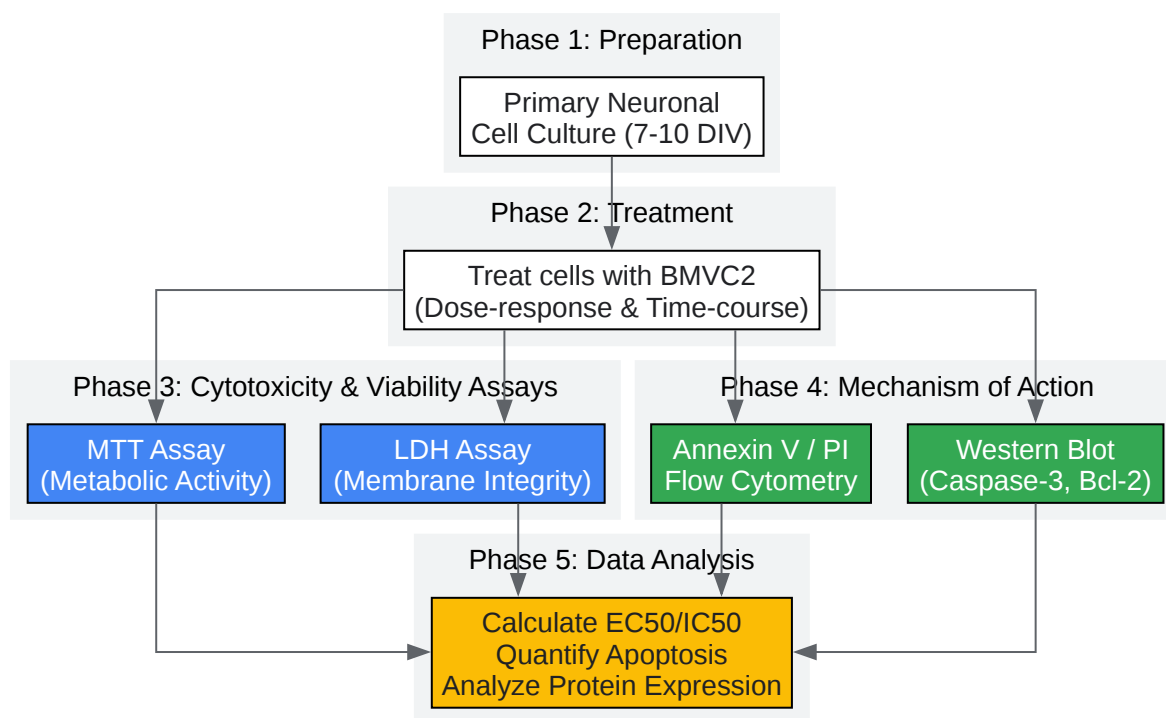 Phase 1: Preparation
Primary Neuronal
Cell Culture (7-10 DIV)
Phase 2: Treatment
Treat cells with BMVC2
(Dose-response & Time-course)
Phase 3: Cytotoxicity & Viability Assays
MTT Assay
(Metabolic Activity)
LDH Assay
(Membrane Integrity)
Phase 4: Mechanism of Action
Annexin V / PI
Flow Cytometry
Western Blot
(Caspase-3, Bcl-2)
Phase 5: Data Analysis
Calculate EC50/IC50
Quantify Apoptosis
Analyze Protein Expression